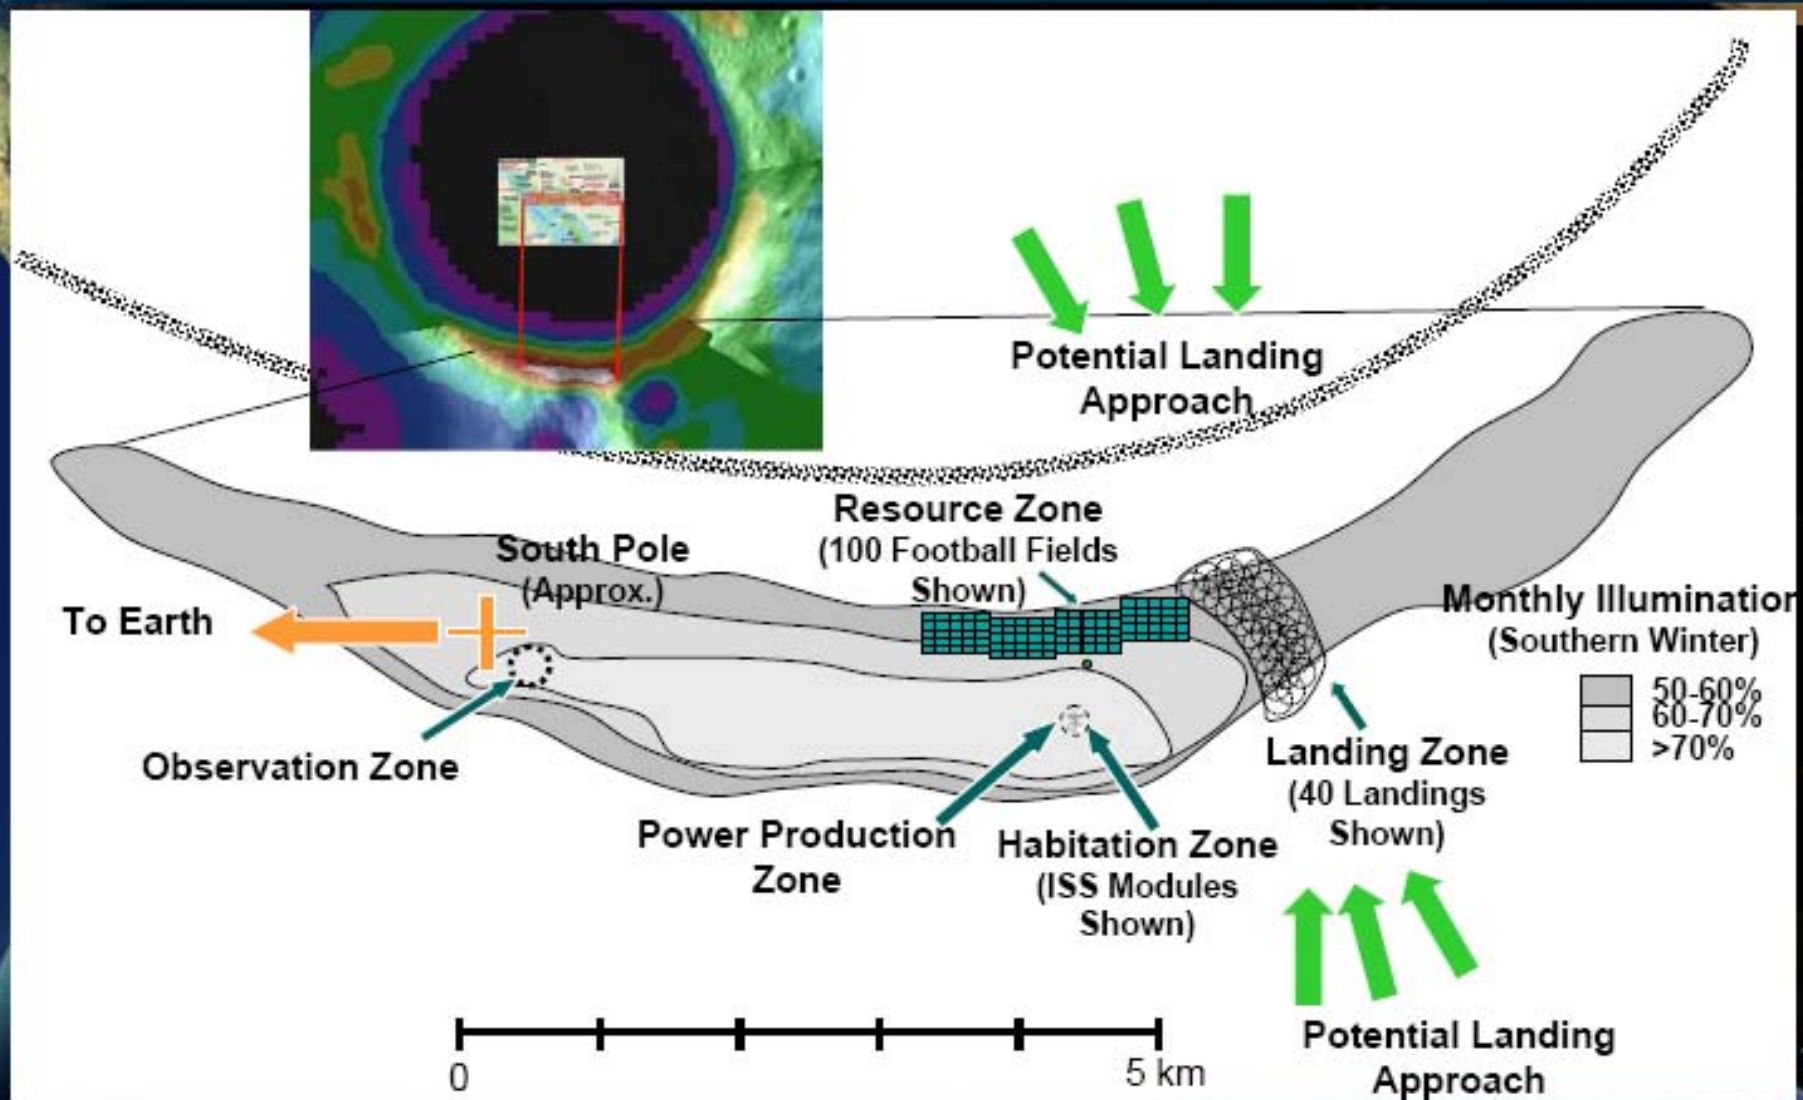 Potential Landing
Approach
Resource Zone
(100 Football Fields
Shown)
South Pole
(Approx.)
To Earth
Monthly Illumination
(Southern Winter)
50-60%
60-70%
>70%
Observation Zone
Landing Zone
(40 Landings
Shown)
Power Production
Zone
Habitation Zone
(ISS Modules
Shown)
Potential Landing
Approach
0
5 km